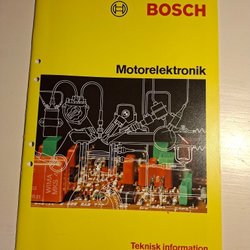 BOSCH
Motorelektronik
Teknisk information